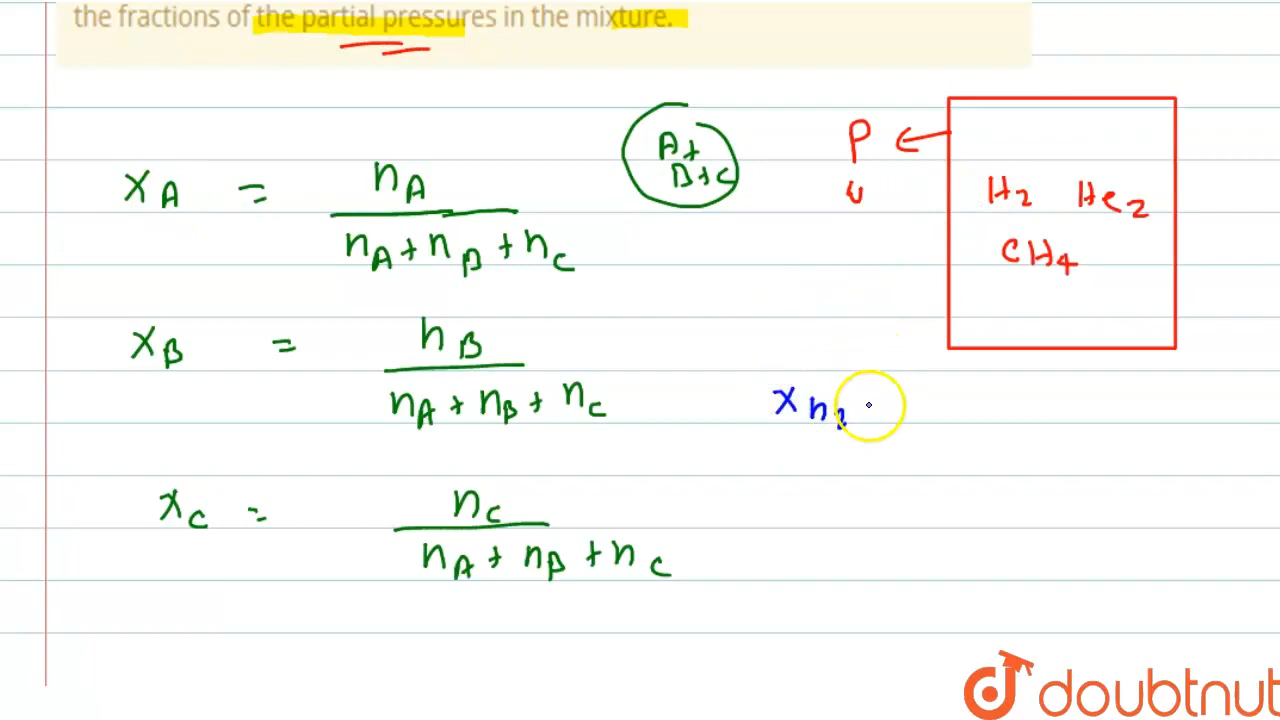 the fractions of the partial pressures in the mixture.
x_A = n_A / (n_A + n_B + n_C)
A+
B+C
P
H2 He2
CH4
x_B = n_B / (n_A + n_B + n_C)
x_C = n_C / (n_A + n_B + n_C)
doubtnut